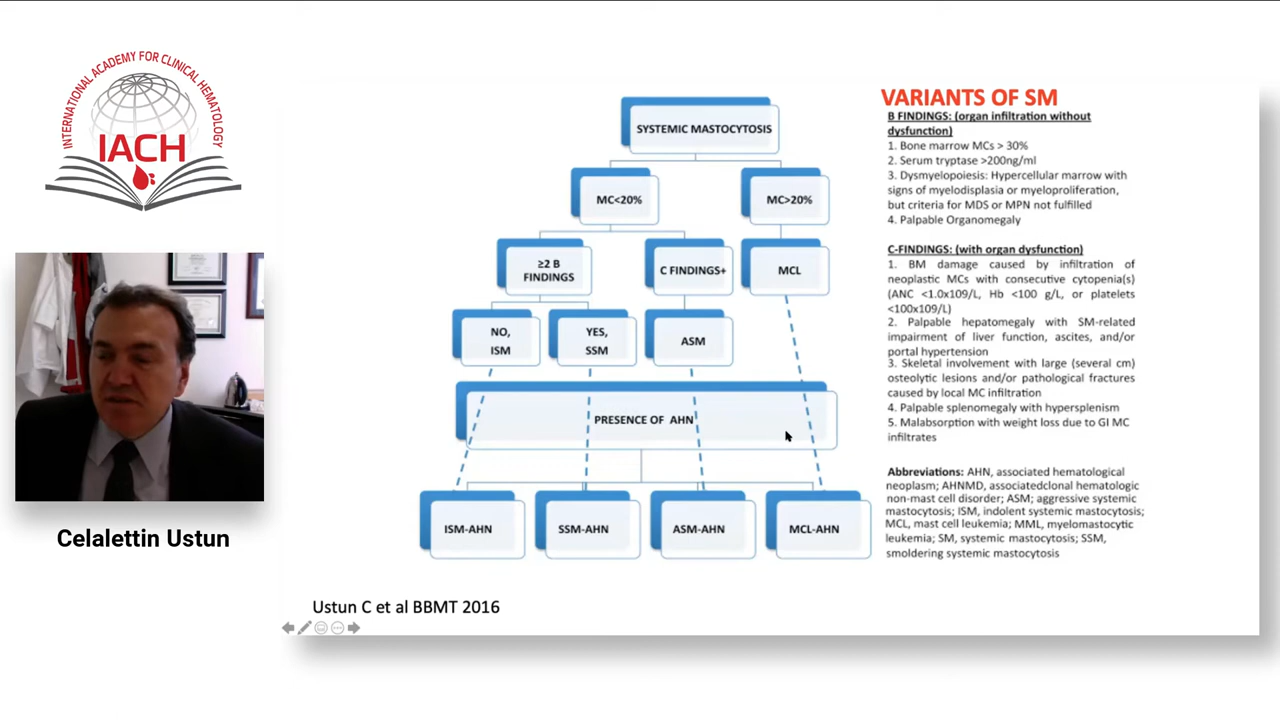 INTERNATIONAL ACADEMY FOR CLINICAL HEMATOLOGY
IACH
Celalettin Ustun
SYSTEMIC MASTOCYTOSIS
MC<20%
MC>20%
≥2 B
FINDINGS
C FINDINGS+
MCL
NO,
ISM
YES,
SSM
ASM
PRESENCE OF AHN
ISM-AHN
SSM-AHN
ASM-AHN
MCL-AHN
Ustun C et al BBMT 2016
VARIANTS OF SM
B FINDINGS: (organ infiltration without
dysfunction)
1. Bone marrow MCs > 30%
2. Serum tryptase >200ng/ml
3. Dysmyelopoiesis: Hypercellular marrow with
signs of myelodisplasia or myeloproliferation,
but criteria for MDS or MPN not fulfilled
4. Palpable Organomegaly
C-FINDINGS: (with organ dysfunction)
1. BM damage caused by infiltration of
neoplastic MCs with consecutive cytopenia(s)
(ANC <1.0x109/L, Hb <100 g/L, or platelets
<100x109/L)
2. Palpable hepatomegaly with SM-related
impairment of liver function, ascites, and/or
portal hypertension
3. Skeletal involvement with large (several cm)
osteolytic lesions and/or pathological fractures
caused by local MC infiltration
4. Palpable splenomegaly with hypersplenism
5. Malabsorption with weight loss due to GI MC
infiltrates
Abbreviations: AHN, associated hematological
neoplasm; AHNMD, associatedclonal hematologic
non-mast cell disorder; ASM; aggressive systemic
mastocytosis; ISM, indolent systemic mastocytosis;
MCL, mast cell leukemia; MML, myelomastocytic
leukemia; SM, systemic mastocytosis; SSM,
smoldering systemic mastocytosis